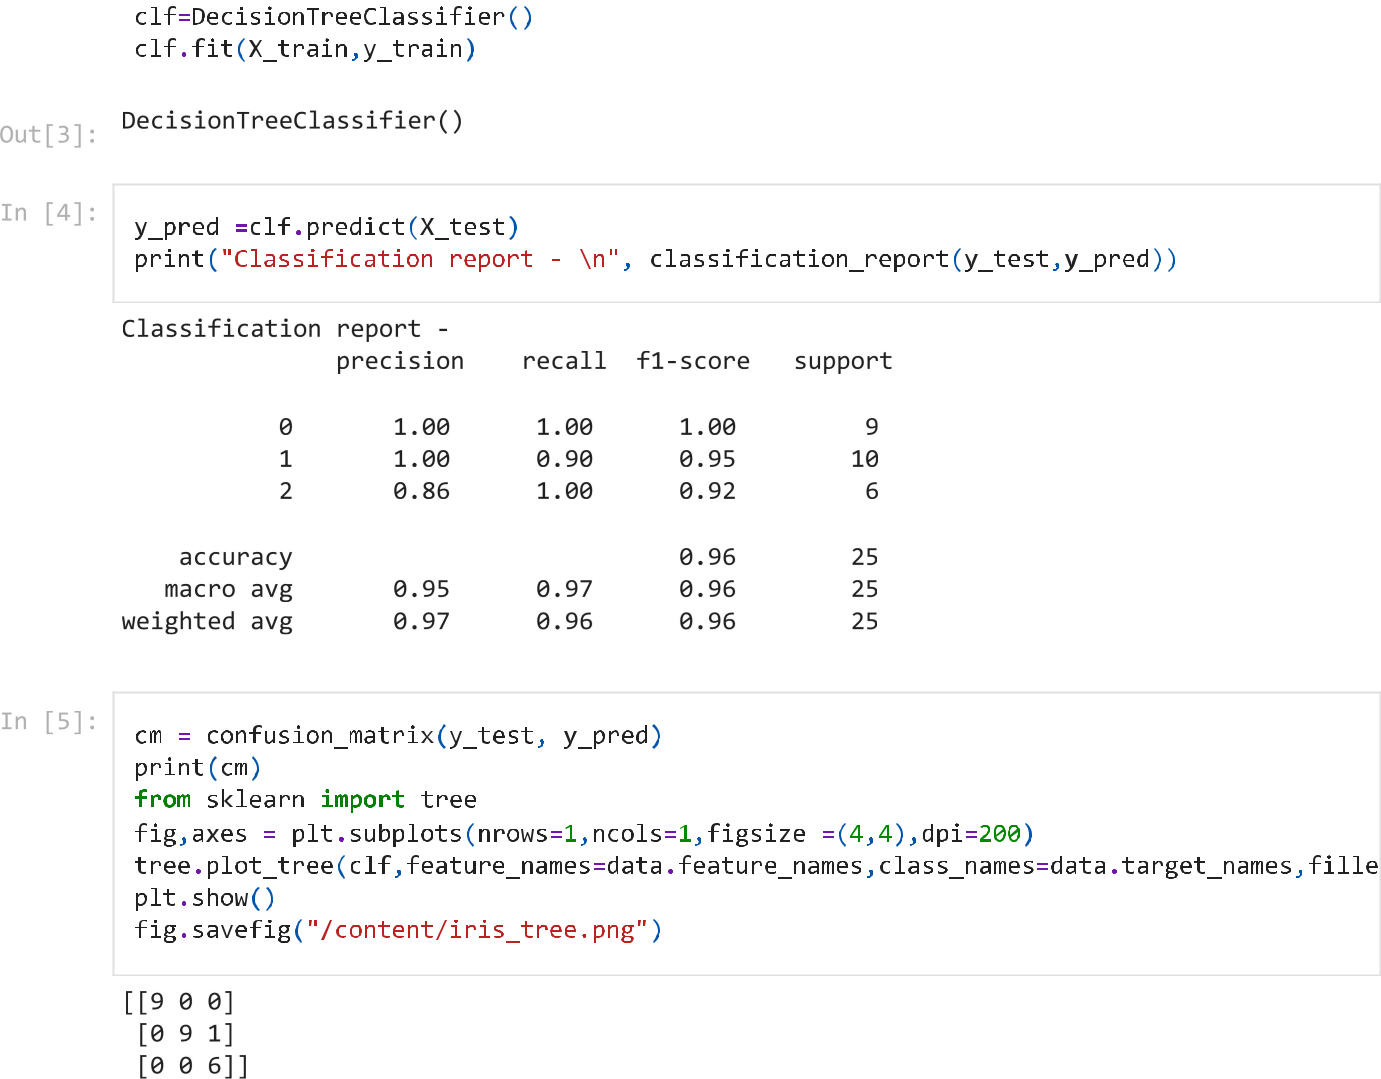 clf=DecisionTreeClassifier()
clf.fit(X_train,y_train)
Out[3]: DecisionTreeClassifier()
In [4]: y_pred =clf.predict(X_test)
print("Classification report - \n", classification_report(y_test,y_pred))
Classification report -
precision recall f1-score support
0 1.00 1.00 1.00 9
1 1.00 0.90 0.95 10
2 0.86 1.00 0.92 6
accuracy 0.96 25
macro avg 0.95 0.97 0.96 25
weighted avg 0.97 0.96 0.96 25
In [5]: cm = confusion_matrix(y_test, y_pred)
print(cm)
from sklearn import tree
fig,axes = plt.subplots(nrows=1,ncols=1,figsize =(4,4),dpi=200)
tree.plot_tree(clf,feature_names=data.feature_names,class_names=data.target_names,fille
plt.show()
fig.savefig("/content/iris_tree.png")
[[9 0 0]
[0 9 1]
[0 0 6]]